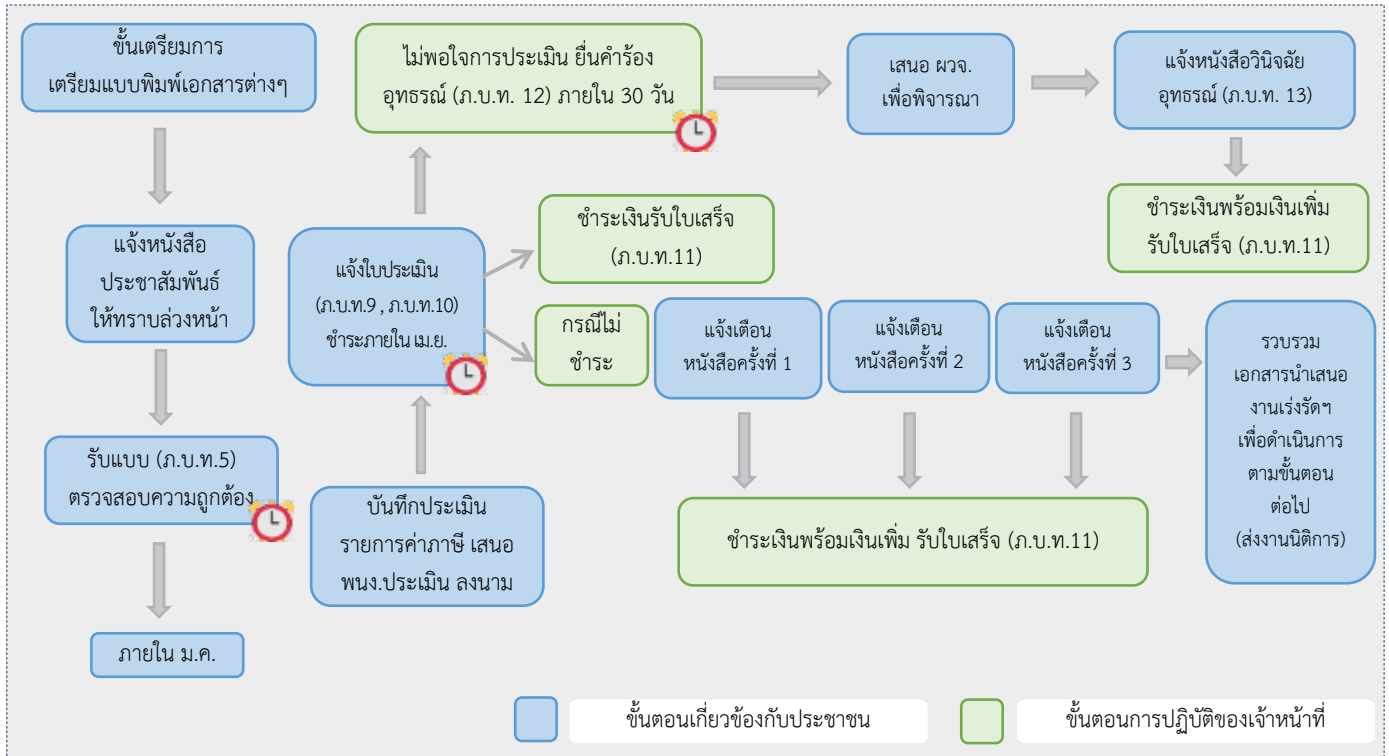 ขั้นเตรียมการ
เตรียมแบบพิมพ์เอกสารต่างๆ
แจ้งหนังสือ
ประชาสัมพันธ์
ให้ทราบล่วงหน้า
รับแบบ (ภ.บ.ท.5)
ตรวจสอบความถูกต้อง
ภายใน ม.ค.
บันทึกประเมิน
รายการค่าภาษี เสนอ
พนง.ประเมิน ลงนาม
แจ้งใบประเมิน
(ภ.บ.ท.9 , ภ.บ.ท.10)
ชำระภายใน เม.ย.
ไม่พอใจการประเมิน ยื่นคำร้อง
อุทธรณ์ (ภ.บ.ท. 12) ภายใน 30 วัน
เสนอ ผวจ.
เพื่อพิจารณา
แจ้งหนังสือวินิจฉัย
อุทธรณ์ (ภ.บ.ท. 13)
ชำระเงินพร้อมเงินเพิ่ม
รับใบเสร็จ (ภ.บ.ท.11)
ชำระเงินรับใบเสร็จ
(ภ.บ.ท.11)
กรณีไม่
ชำระ
แจ้งเตือน
หนังสือครั้งที่ 1
แจ้งเตือน
หนังสือครั้งที่ 2
แจ้งเตือน
หนังสือครั้งที่ 3
รวบรวม
เอกสารนำเสนอ
งานเร่งรัดฯ
เพื่อดำเนินการ
ตามขั้นตอน
ต่อไป
(ส่งงานนิติการ)
ชำระเงินพร้อมเงินเพิ่ม รับใบเสร็จ (ภ.บ.ท.11)
ขั้นตอนเกี่ยวข้องกับประชาชน
ขั้นตอนการปฏิบัติของเจ้าหน้าที่